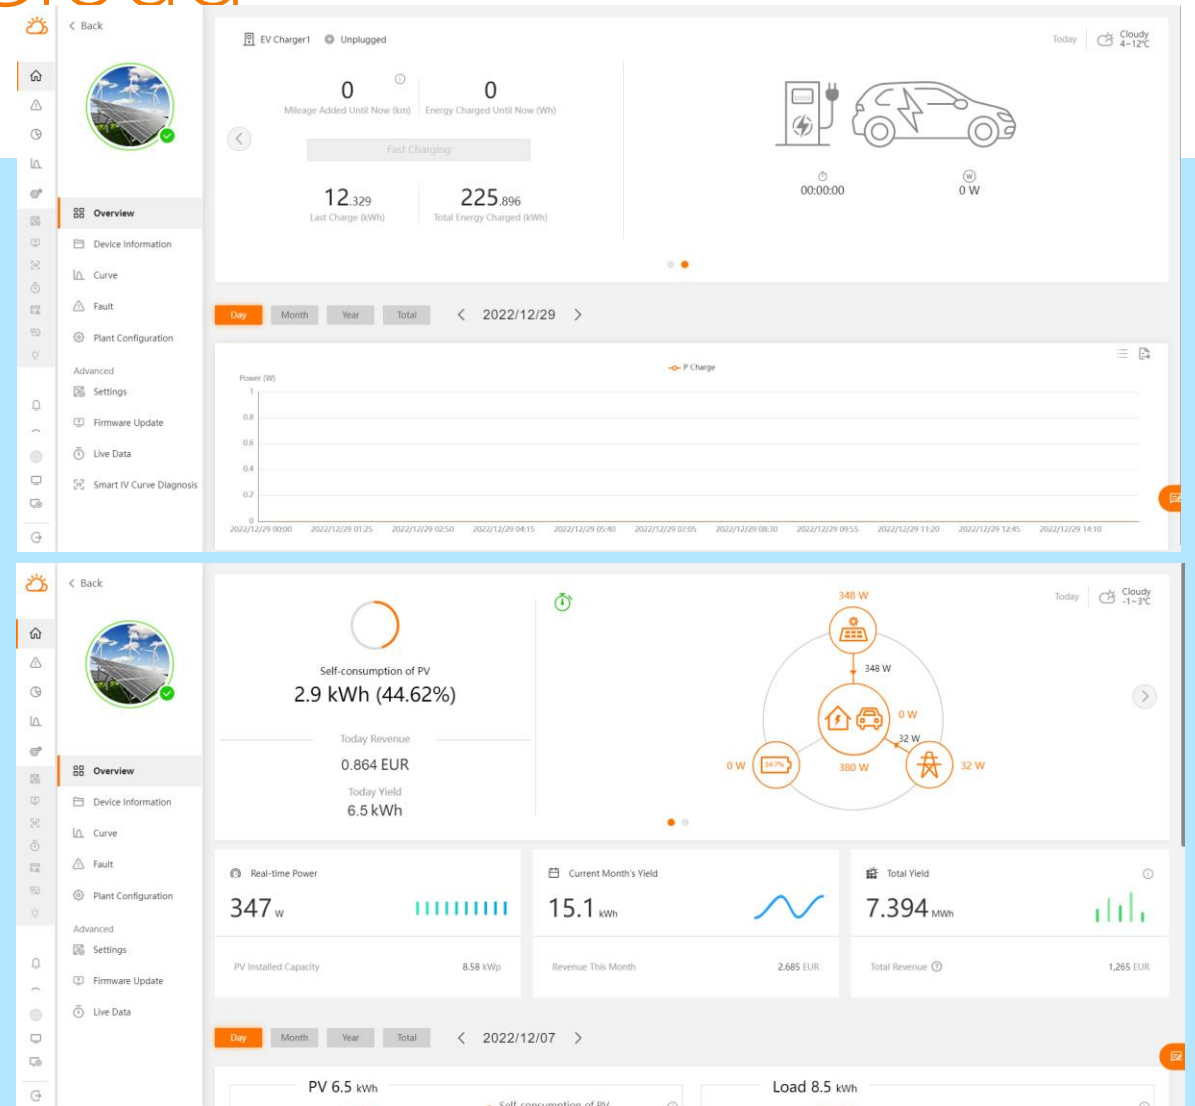 < Back
EV Charger1 Unplugged
Today Cloudy
4~12℃
0 0
Mileage Added Until Now (km) Energy Charged Until Now (Wh)
Fast Charging
12.329 225.896
Last Charge (kWh) Total Energy Charged (kWh)
00:00:00 0 W
Overview
Device Information
Curve
Fault
Plant Configuration
Advanced
Settings
Firmware Update
Live Data
Smart IV Curve Diagnosis
Day Month Year Total < 2022/12/29 >
P Charge
Power (W)
1
0.8
0.6
0.4
0.2
0
2022/12/29 00:00 2022/12/29 01:25 2022/12/29 02:50 2022/12/29 04:15 2022/12/29 05:40 2022/12/29 07:05 2022/12/29 08:30 2022/12/29 09:55 2022/12/29 11:20 2022/12/29 12:45 2022/12/29 14:10
< Back
Overview
Device Information
Curve
Fault
Plant Configuration
Advanced
Settings
Firmware Update
Live Data
Self-consumption of PV
2.9 kWh (44.62%)
Today Revenue
0.864 EUR
Today Yield
6.5 kWh
348 W
348 W
0 W
32 W
0 W 34.7% 380 W 32 W
Today Cloudy
-1~3℃
Real-time Power
347 W
PV Installed Capacity 8.58 kWp
Current Month's Yield
15.1 kWh
Revenue This Month 2.685 EUR
Total Yield
7.394 MWh
Total Revenue 1,265 EUR
Day Month Year Total < 2022/12/07 >
PV 6.5 kWh Load 8.5 kWh
Self-consumption of PV